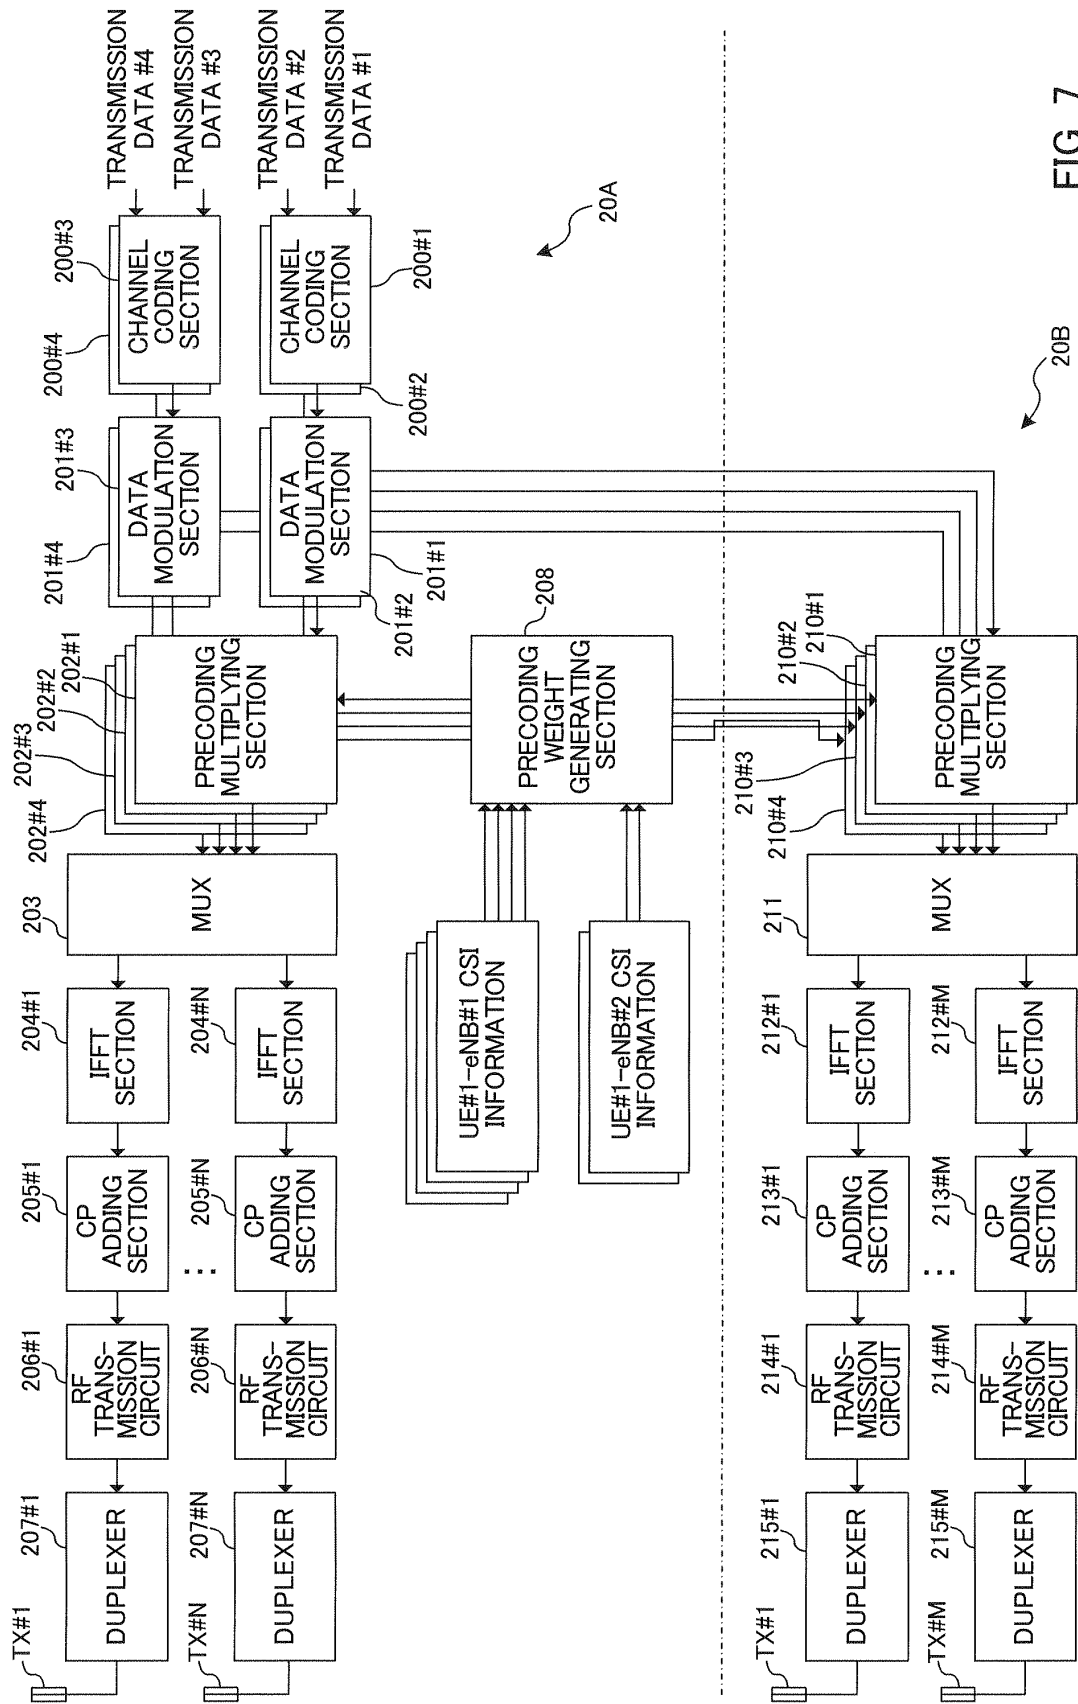 FIG. 7
20A
TRANSMISSION
DATA #4
TRANSMISSION
DATA #3
TRANSMISSION
DATA #2
TRANSMISSION
DATA #1
200#4
200#3
CHANNEL
CODING
SECTION
200#1
200#2
CHANNEL
CODING
SECTION
201#4
201#3
DATA
MODULATION
SECTION
201#1
201#2
DATA
MODULATION
SECTION
202#4
202#3
202#2
202#1
PRECODING
MULTIPLYING
SECTION
208
PRECODING
WEIGHT
GENERATING
SECTION
UE#1-eNB#1 CSI
INFORMATION
UE#1-eNB#2 CSI
INFORMATION
203
MUX
204#1
IFFT
SECTION
204#N
IFFT
SECTION
205#1
CP
ADDING
SECTION
...
205#N
CP
ADDING
SECTION
206#1
RF
TRANS-
MISSION
CIRCUIT
206#N
RF
TRANS-
MISSION
CIRCUIT
207#1
DUPLEXER
207#N
DUPLEXER
TX#1
TX#N
20B
210#4
210#3
210#2
210#1
PRECODING
MULTIPLYING
SECTION
211
MUX
212#1
IFFT
SECTION
212#M
IFFT
SECTION
213#1
CP
ADDING
SECTION
...
213#M
CP
ADDING
SECTION
214#1
RF
TRANS-
MISSION
CIRCUIT
214#M
RF
TRANS-
MISSION
CIRCUIT
215#1
DUPLEXER
215#M
DUPLEXER
TX#1
TX#M